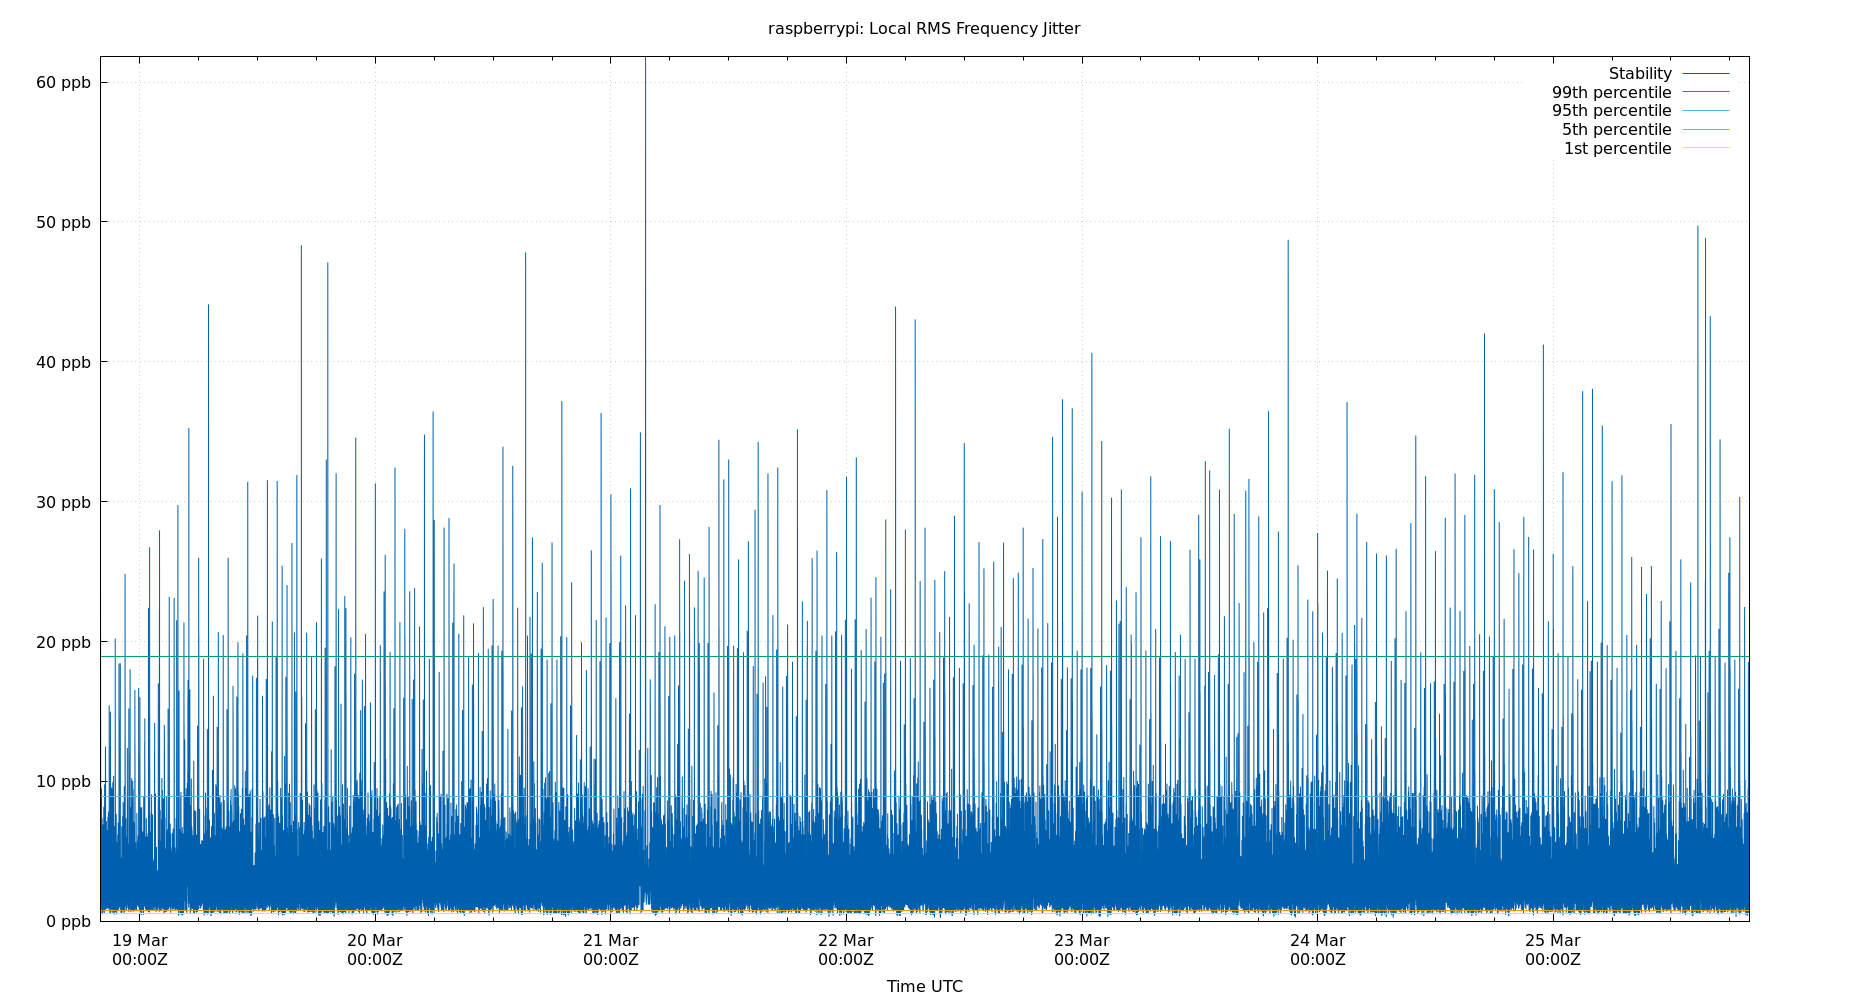 raspberrypi: Local RMS Frequency Jitter
Stability
99th percentile
95th percentile
5th percentile
1st percentile
60 ppb
50 ppb
40 ppb
30 ppb
20 ppb
10 ppb
0 ppb
19 Mar 20 Mar 21 Mar 22 Mar 23 Mar 24 Mar 25 Mar
00:00Z 00:00Z 00:00Z 00:00Z 00:00Z 00:00Z 00:00Z
Time UTC